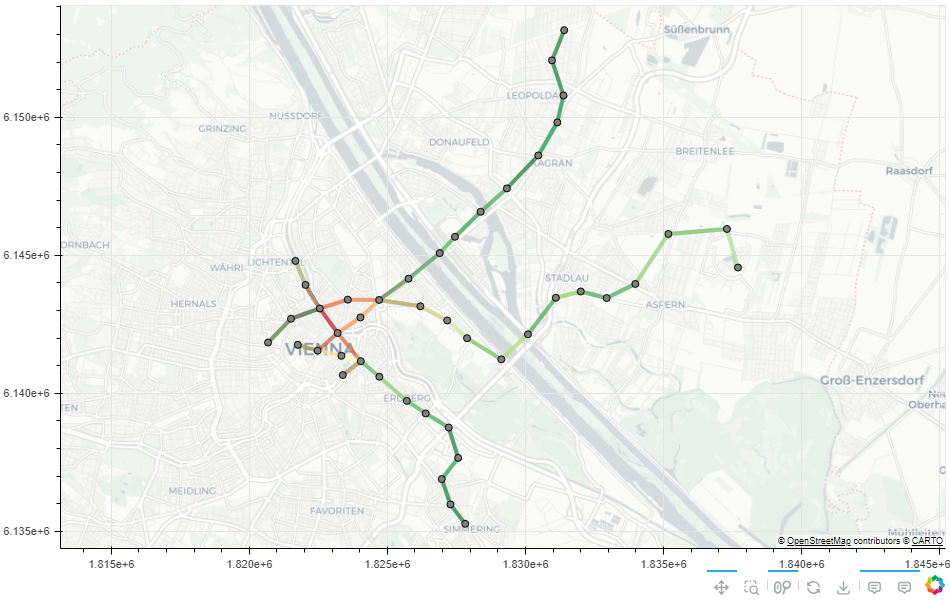 Süßenbrunn
LEOPOLDA
6.150e+6
NUSSDORF
GRINZING
DONAUFELD
BREITENLEE
KAGRAN
Raasdorf
ORNBACH
6.145e+6
WÄHRI
LICHTENT
STADLAU
HERNALS
ASPERN
VIENNA
Groß-Enzersdorf
6.140e+6
ERDBERG
Oberha
TEN
MEIDLING
FAVORITEN
SIMMERING
6.135e+6
Mühlleiten
© OpenStreetMap contributors © CARTO
1.815e+6 1.820e+6 1.825e+6 1.830e+6 1.835e+6 1.840e+6 1.845e+6